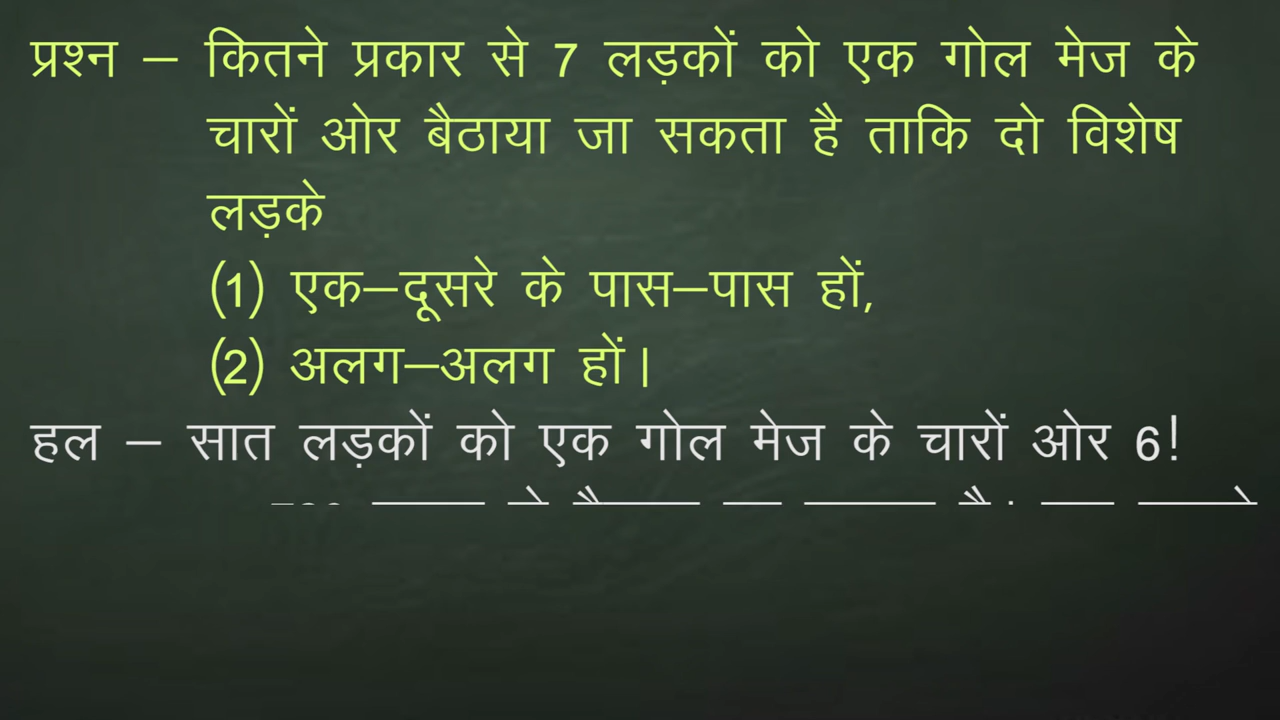 प्रश्न – कितने प्रकार से 7 लड़कों को एक गोल मेज के
चारों ओर बैठाया जा सकता है ताकि दो विशेष
लड़के
(1) एक–दूसरे के पास–पास हों,
(2) अलग–अलग हों।
हल – सात लड़कों को एक गोल मेज के चारों ओर 6!